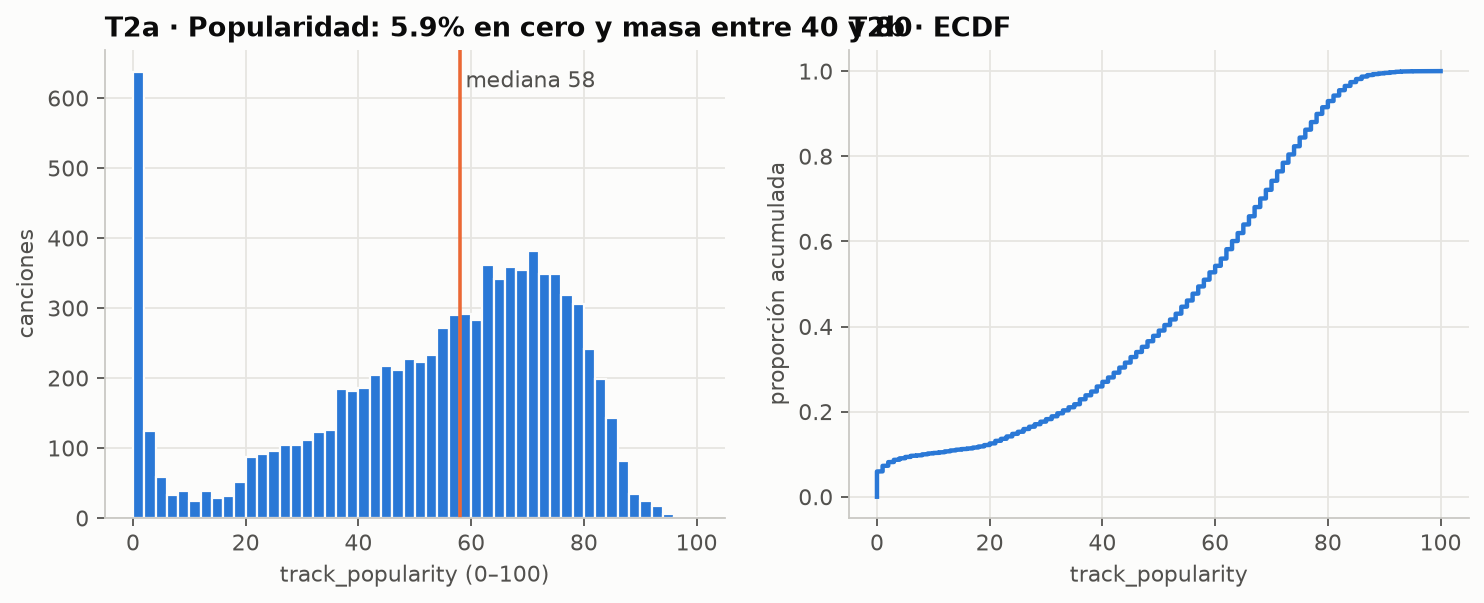 T2a · Popularidad: 5.9% en cero y masa entre 40 y 80
T2b · ECDF
mediana 58
600
500
400
300
200
100
0
canciones
0 20 40 60 80 100
track_popularity (0–100)
1.0
0.8
0.6
0.4
0.2
0.0
proporción acumulada
0 20 40 60 80 100
track_popularity